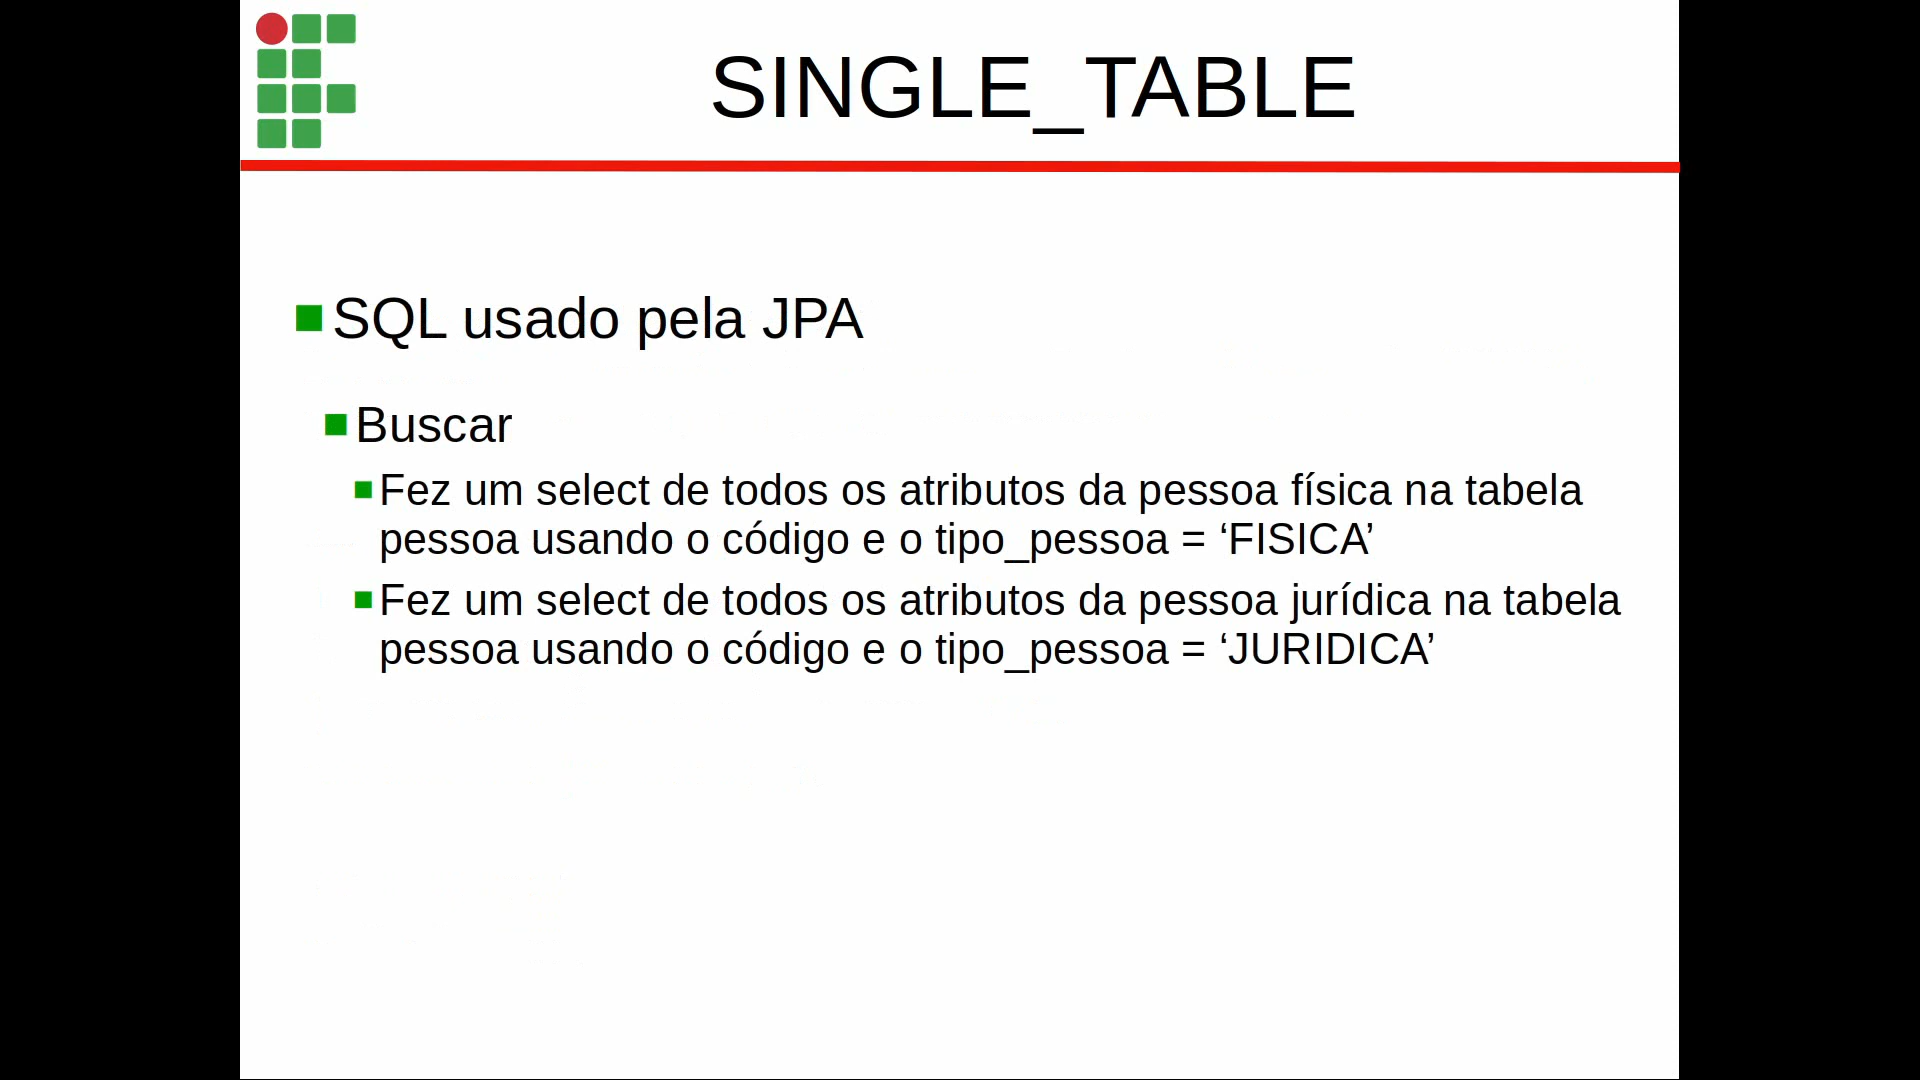 SINGLE_TABLE
SQL usado pela JPA
Buscar
Fez um select de todos os atributos da pessoa física na tabela
pessoa usando o código e o tipo_pessoa = ‘FISICA’
Fez um select de todos os atributos da pessoa jurídica na tabela
pessoa usando o código e o tipo_pessoa = ‘JURIDICA’